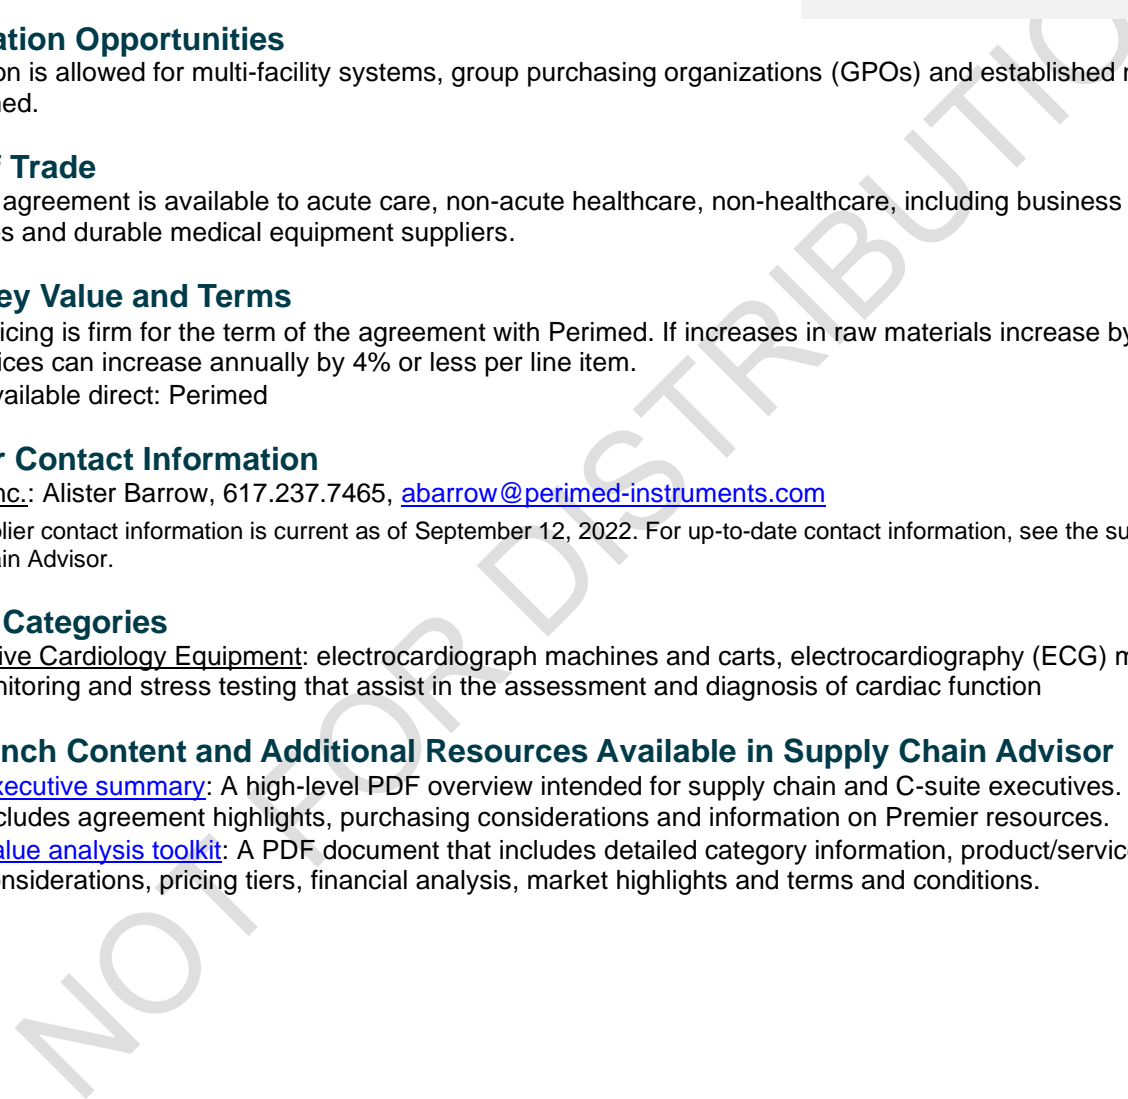 ation Opportunities
on is allowed for multi-facility systems, group purchasing organizations (GPOs) and established
ned.
f Trade
agreement is available to acute care, non-acute healthcare, non-healthcare, including business
s and durable medical equipment suppliers.
ey Value and Terms
icing is firm for the term of the agreement with Perimed. If increases in raw materials increase by
ices can increase annually by 4% or less per line item.
vailable direct: Perimed
r Contact Information
nc.: Alister Barrow, 617.237.7465, abarrow@perimed-instruments.com
plier contact information is current as of September 12, 2022. For up-to-date contact information, see the su
in Advisor.
Categories
ive Cardiology Equipment: electrocardiograph machines and carts, electrocardiography (ECG) m
nitoring and stress testing that assist in the assessment and diagnosis of cardiac function
nch Content and Additional Resources Available in Supply Chain Advisor
xecutive summary: A high-level PDF overview intended for supply chain and C-suite executives.
cludes agreement highlights, purchasing considerations and information on Premier resources.
alue analysis toolkit: A PDF document that includes detailed category information, product/servic
onsiderations, pricing tiers, financial analysis, market highlights and terms and conditions.
NOT FOR DISTRIBUTIO